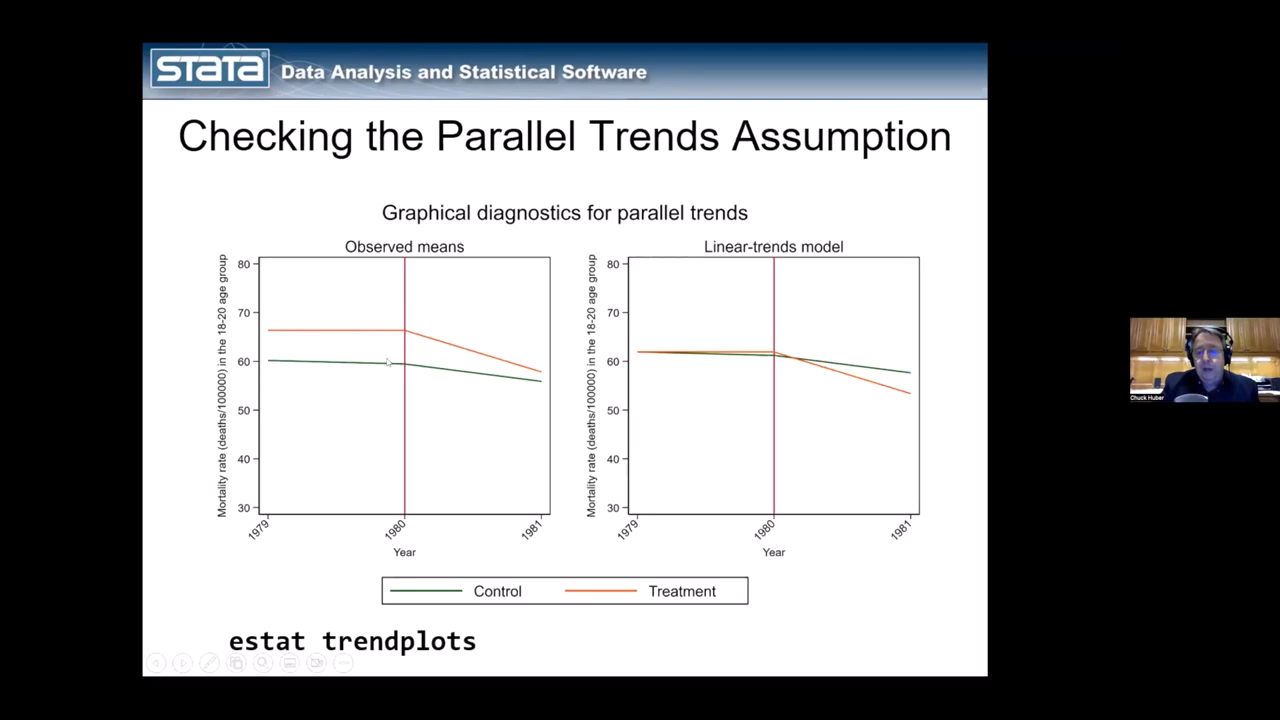 stata® Data Analysis and Statistical Software
Checking the Parallel Trends Assumption
Graphical diagnostics for parallel trends
Observed means
Mortality rate (deaths/100000) in the 18-20 age group
80
70
60
50
40
30
1979
1980
1981
Year
Linear-trends model
Mortality rate (deaths/100000) in the 18-20 age group
80
70
60
50
40
30
1979
1980
1981
Year
Control
Treatment
estat trendplots
Chuck Huber